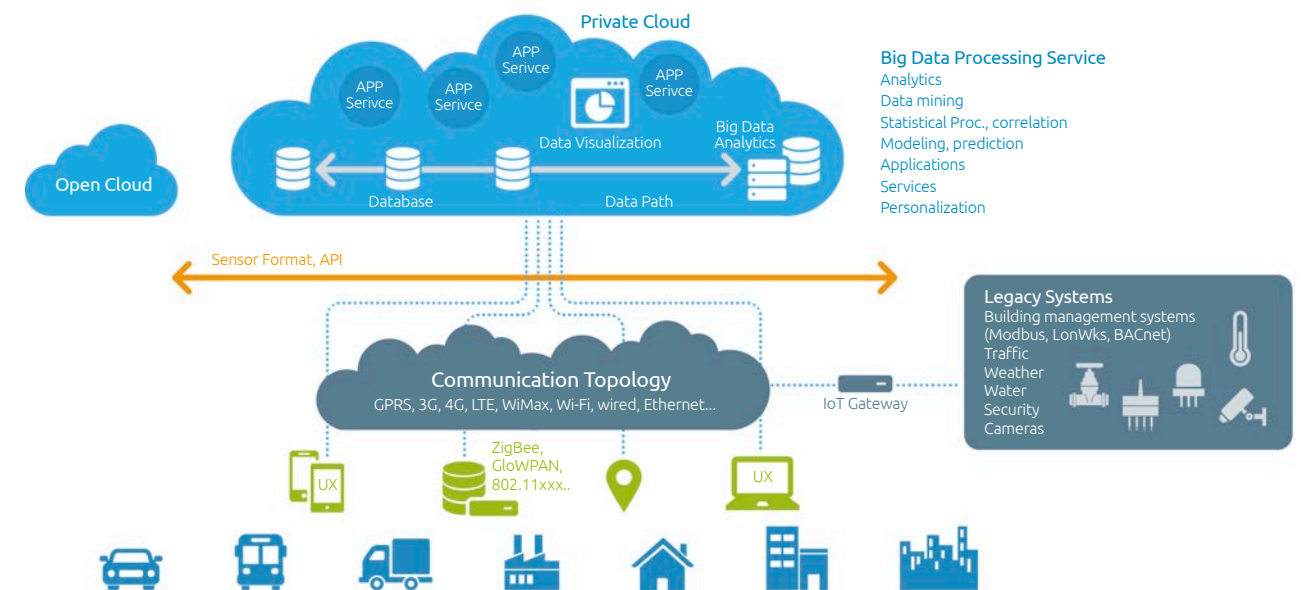 Private Cloud
APP
Serivce
APP
Serivce
APP
Serivce
APP
Serivce
Data Visualization
Big Data
Analytics
Database
Data Path
Open Cloud
Big Data Processing Service
Analytics
Data mining
Statistical Proc., correlation
Modeling, prediction
Applications
Services
Personalization
Sensor Format, API
Communication Topology
GPRS, 3G, 4G, LTE, WiMax, Wi-Fi, wired, Ethernet...
IoT Gateway
Legacy Systems
Building management systems
(Modbus, LonWks, BACnet)
Traffic
Weather
Water
Security
Cameras
UX
ZigBee,
GloWPAN,
802.11xxx..
UX